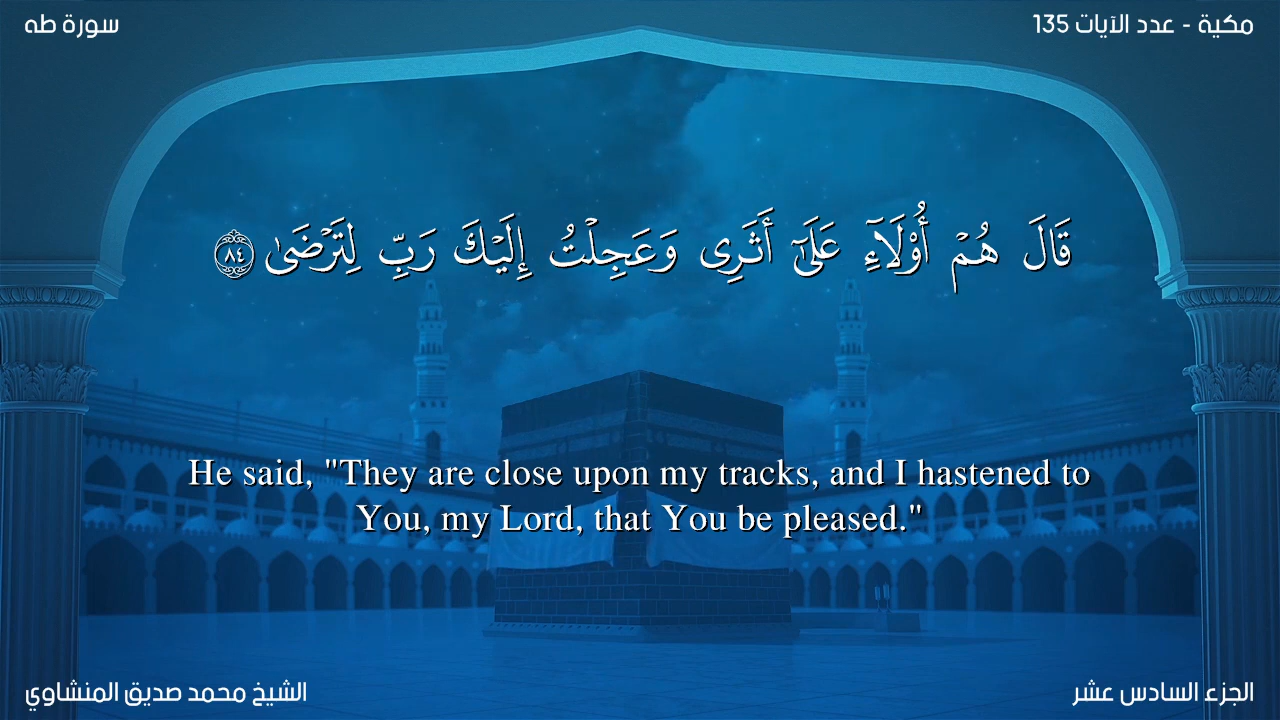 سورة طه
مكية - عدد الآيات 135
قَالَ هُمْ أُو۟لَآءِ عَلَىٰٓ أَثَرِى وَعَجِلْتُ إِلَيْكَ رَبِّ لِتَرْضَىٰ ٨٤
He said, "They are close upon my tracks, and I hastened to
You, my Lord, that You be pleased."
الشيخ محمد صديق المنشاوي
الجزء السادس عشر